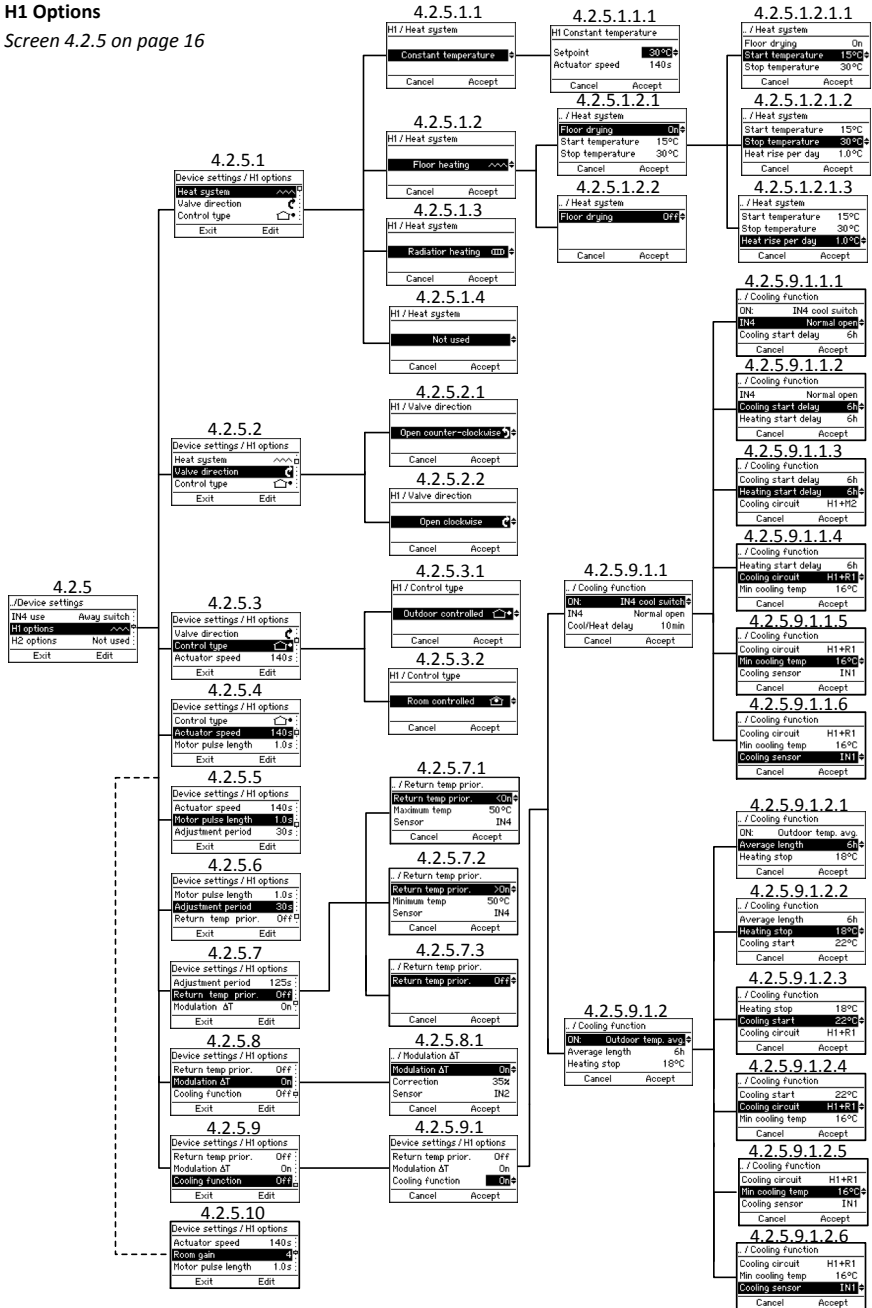 H1 Options
Screen 4.2.5 on page 16
4.2.5
../Device settings
IN4 use Away switch
H1 options
H2 options Not used
Exit Edit
4.2.5.1
Device settings / H1 options
Heat system
Valve direction
Control type
Exit Edit
4.2.5.2
Device settings / H1 options
Heat system
Valve direction
Control type
Exit Edit
4.2.5.3
Device settings / H1 options
Valve direction
Control type
Actuator speed 140s
Exit Edit
4.2.5.4
Device settings / H1 options
Control type
Actuator speed 140s
Motor pulse length 1.0s
Exit Edit
4.2.5.5
Device settings / H1 options
Actuator speed 140s
Motor pulse length 1.0s
Adjustment period 30s
Exit Edit
4.2.5.6
Device settings / H1 options
Motor pulse length 1.0s
Adjustment period 30s
Return temp prior. Off
Exit Edit
4.2.5.7
Device settings / H1 options
Adjustment period 125s
Return temp prior. Off
Modulation ΔT On
Exit Edit
4.2.5.8
Device settings / H1 options
Return temp prior. Off
Modulation ΔT On
Cooling function Off
Exit Edit
4.2.5.9
Device settings / H1 options
Return temp prior. Off
Modulation ΔT On
Cooling function Off
Exit Edit
4.2.5.10
Device settings / H1 options
Actuator speed 140s
Room gain 4
Motor pulse length 1.0s
Exit Edit
4.2.5.1.1
H1 / Heat system
Constant temperature
Cancel Accept
4.2.5.1.2
H1 / Heat system
Floor heating
Cancel Accept
4.2.5.1.3
H1 / Heat system
Radiatior heating
Cancel Accept
4.2.5.1.4
H1 / Heat system
Not used
Cancel Accept
4.2.5.2.1
H1 / Valve direction
Open counter-clockwise
Cancel Accept
4.2.5.2.2
H1 / Valve direction
Open clockwise
Cancel Accept
4.2.5.3.1
H1 / Control type
Outdoor controlled
Cancel Accept
4.2.5.3.2
H1 / Control type
Room controlled
Cancel Accept
4.2.5.7.1
.. / Return temp prior.
Return temp prior. <On
Maximum temp 50ºC
Sensor IN4
Cancel Accept
4.2.5.7.2
.. / Return temp prior.
Return temp prior. >On
Minimum temp 50ºC
Sensor IN4
Cancel Accept
4.2.5.7.3
.. / Return temp prior.
Return temp prior. Off
Cancel Accept
4.2.5.8.1
.. / Modulation ΔT
Modulation ΔT On
Correction 35%
Sensor IN2
Cancel Accept
4.2.5.9.1
Device settings / H1 options
Return temp prior. Off
Modulation ΔT On
Cooling function On
Cancel Accept
4.2.5.1.1.1
H1 Constant temperature
Setpoint 30ºC
Actuator speed 140s
Cancel Accept
4.2.5.1.2.1
.. / Heat system
Floor drying On
Start temperature 15ºC
Stop temperature 30ºC
Cancel Accept
4.2.5.1.2.2
. / Heat system
Floor drying Off
Cancel Accept
4.2.5.9.1.1
.. / Cooling function
ON: IN4 cool switch
IN4 Normal open
Cool/Heat delay 10min
Cancel Accept
4.2.5.9.1.2
.. / Cooling function
ON: Outdoor temp. avg.
Average length 6h
Heating stop 18ºC
Cancel Accept
4.2.5.1.2.1.1
.. / Heat system
Floor drying On
Start temperature 15ºC
Stop temperature 30ºC
Cancel Accept
4.2.5.1.2.1.2
.. / Heat system
Start temperature 15ºC
Stop temperature 30ºC
Heat rise per day 1.0ºC
Cancel Accept
4.2.5.1.2.1.3
.. / Heat system
Start temperature 15ºC
Stop temperature 30ºC
Heat rise per day 1.0ºC
Cancel Accept
4.2.5.9.1.1.1
.. / Cooling function
ON: IN4 cool switch
IN4 Normal open
Cooling start delay 6h
Cancel Accept
4.2.5.9.1.1.2
.. / Cooling function
IN4 Normal open
Cooling start delay 6h
Heating start delay 6h
Cancel Accept
4.2.5.9.1.1.3
.. / Cooling function
Cooling start delay 6h
Heating start delay 6h
Cooling circuit H1+M2
Cancel Accept
4.2.5.9.1.1.4
.. / Cooling function
Heating start delay 6h
Cooling circuit H1+R1
Min cooling temp 16ºC
Cancel Accept
4.2.5.9.1.1.5
.. / Cooling function
Cooling circuit H1+R1
Min cooling temp 16ºC
Cooling sensor IN1
Cancel Accept
4.2.5.9.1.1.6
.. / Cooling function
Cooling circuit H1+R1
Min cooling temp 16ºC
Cooling sensor IN1
Cancel Accept
4.2.5.9.1.2.1
.. / Cooling function
ON: Outdoor temp. avg.
Average length 6h
Heating stop 18ºC
Cancel Accept
4.2.5.9.1.2.2
.. / Cooling function
Average length 6h
Heating stop 18ºC
Cooling start 22ºC
Cancel Accept
4.2.5.9.1.2.3
.. / Cooling function
Heating stop 18ºC
Cooling start 22ºC
Cooling circuit H1+R1
Cancel Accept
4.2.5.9.1.2.4
.. / Cooling function
Cooling start 22ºC
Cooling circuit H1+R1
Min cooling temp 16ºC
Cancel Accept
4.2.5.9.1.2.5
.. / Cooling function
Cooling circuit H1+R1
Min cooling temp 16ºC
Cooling sensor IN1
Cancel Accept
4.2.5.9.1.2.6
.. / Cooling function
Cooling circuit H1+R1
Min cooling temp 16ºC
Cooling sensor IN1
Cancel Accept